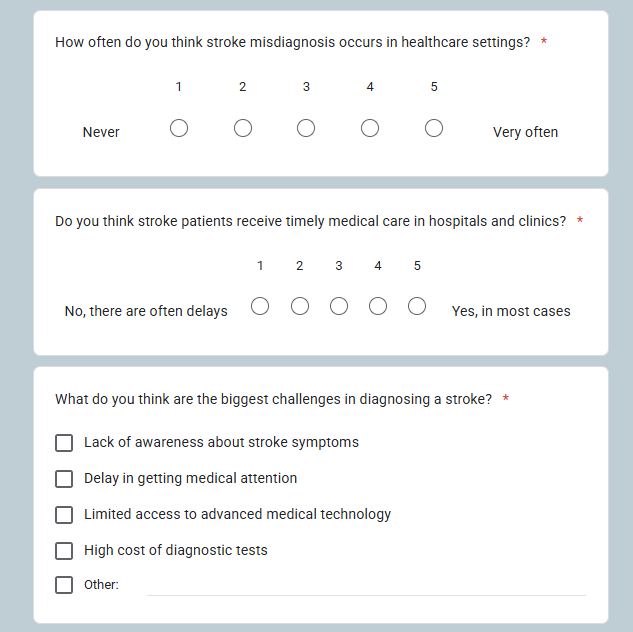 How often do you think stroke misdiagnosis occurs in healthcare settings? *
1 2 3 4 5
Never Very often
Do you think stroke patients receive timely medical care in hospitals and clinics? *
1 2 3 4 5
No, there are often delays Yes, in most cases
What do you think are the biggest challenges in diagnosing a stroke? *
Lack of awareness about stroke symptoms
Delay in getting medical attention
Limited access to advanced medical technology
High cost of diagnostic tests
Other: